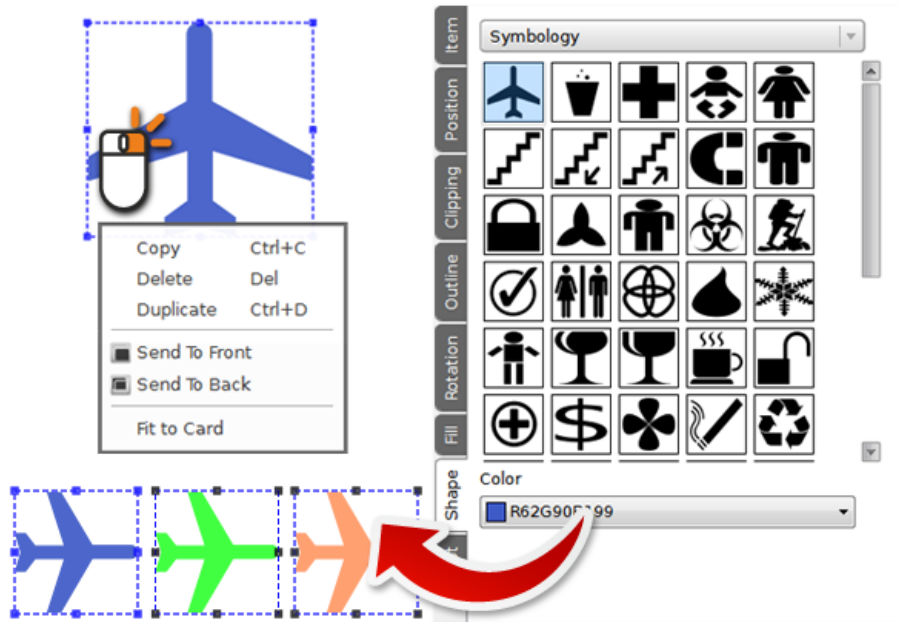 Copy Ctrl+C
Delete Del
Duplicate Ctrl+D
Send To Front
Send To Back
Fit to Card
Item
Position
Clipping
Outline
Rotation
Fill
Shape
Symbology
Color